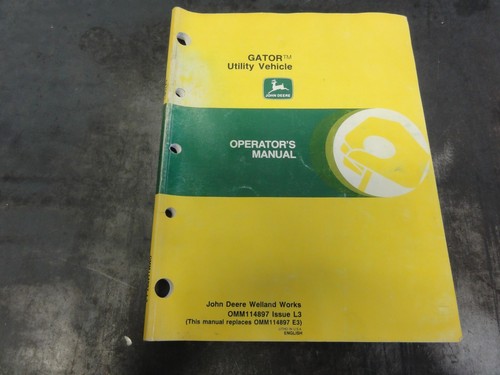 GATOR™
Utility Vehicle
JOHN DEERE
OPERATOR'S
MANUAL
John Deere Welland Works
OMM114897 Issue L3
(This manual replaces OMM114897 E3)
ENGLISH